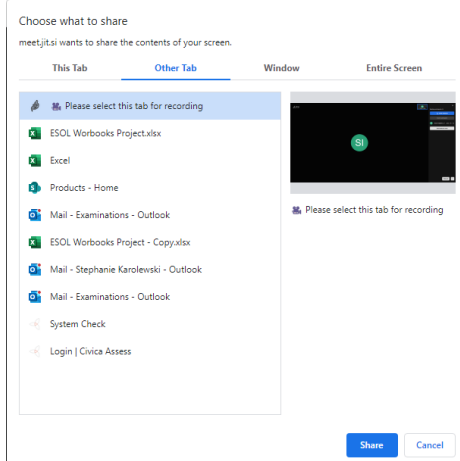 Choose what to share
meet.jit.si wants to share the contents of your screen.
This Tab Other Tab Window Entire Screen
Please select this tab for recording
ESOL Worbooks Project.xlsx
Excel
Products - Home
Mail - Examinations - Outlook
ESOL Worbooks Project - Copy.xlsx
Mail - Stephanie Karolewski - Outlook
Mail - Examinations - Outlook
System Check
Login | Civica Assess
SI
Please select this tab for recording
Share Cancel